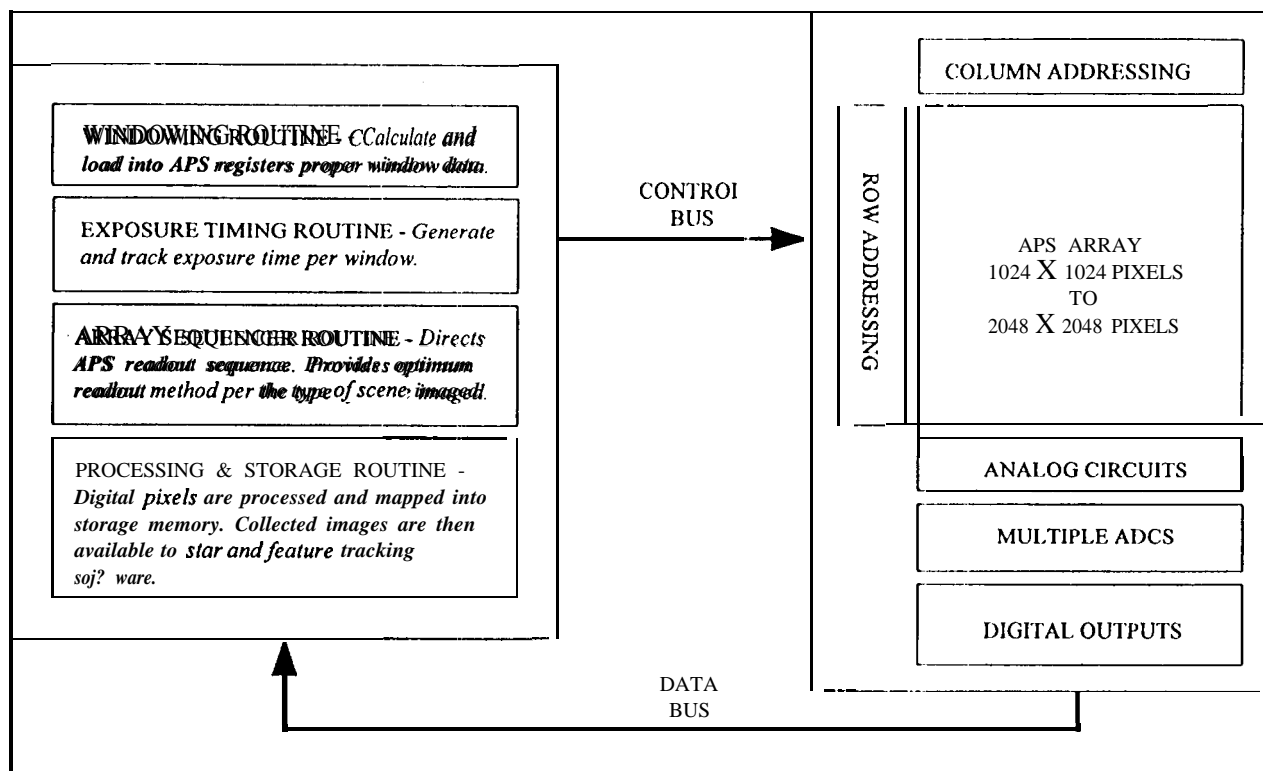 WINDOWING ROUTINE - Calculate and
load into APS registers proper window data.
EXPOSURE TIMING ROUTINE - Generate
and track exposure time per window.
ARRAY SEQUENCER ROUTINE - Directs
APS readout sequence. Provides optimum
readout method per the type of scene imaged.
PROCESSING & STORAGE ROUTINE -
Digital pixels are processed and mapped into
storage memory. Collected images are then
available to star and feature tracking
soj? ware.
CONTROI
BUS
DATA
BUS
COLUMN ADDRESSING
ROW ADDRESSING
APS ARRAY
1024 X 1024 PIXELS
TO
2048 X 2048 PIXELS
ANALOG CIRCUITS
MULTIPLE ADCS
DIGITAL OUTPUTS